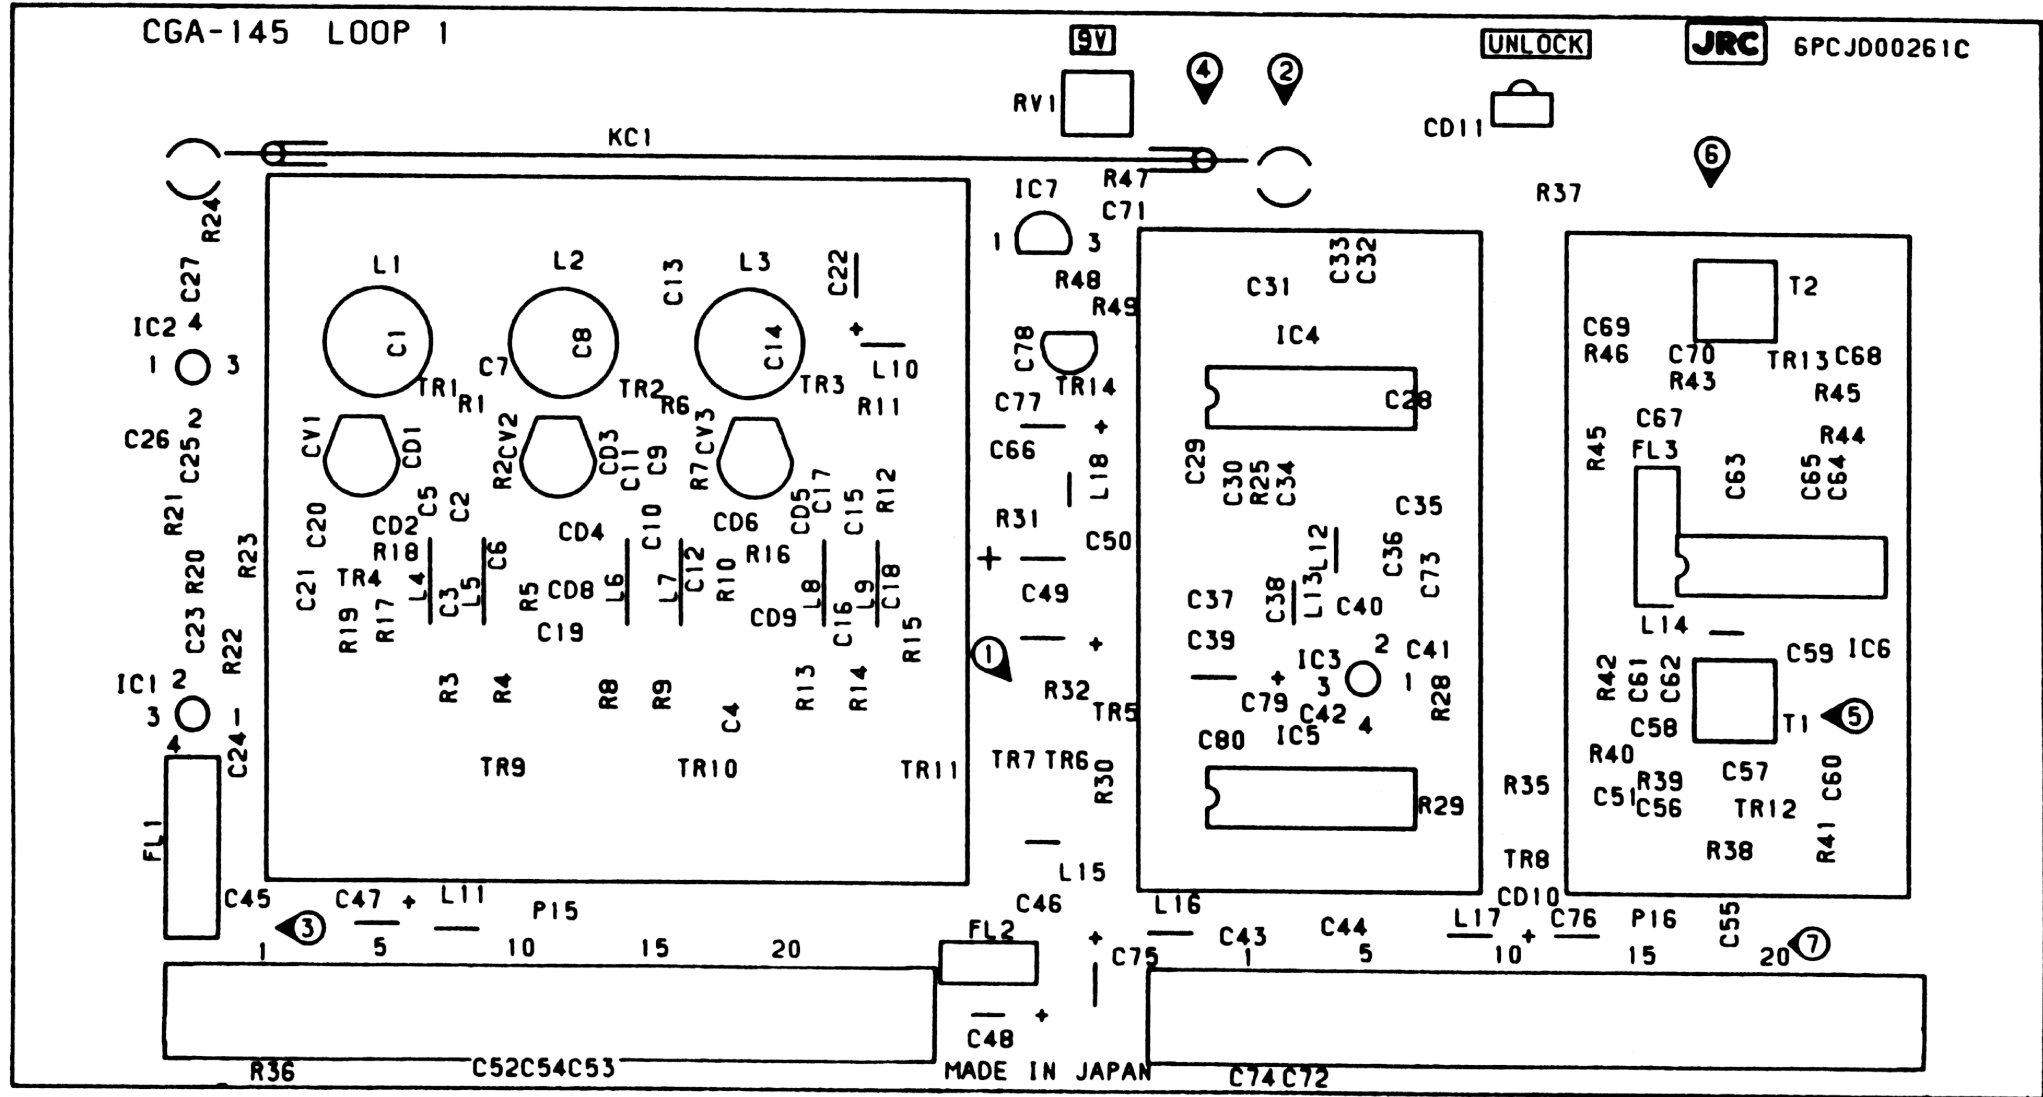 CGA-145 LOOP 1
9V
UNLOCK
JRC
6PCJD00261C
RV1
4
2
CD11
KC1
6
R24
IC7
R47
C71
1
3
R37
L1
L2
C13
L3
C22
C27
R48
R49
C31
C33
C32
T2
IC2
4
1
3
2
C1
C7
C8
C14
+
L10
C78
TR14
IC4
C28
C69
R46
C70
R43
TR13
C68
R45
TR1
R1
TR2
R6
TR3
R11
C77
+
C66
C67
FL3
R44
R45
C26
C25
CV1
CD1
R2
CV2
CD3
C11
C9
R7
CV3
CD5
C17
C15
R12
L18
C29
C30
R25
C34
C35
C63
C65
C64
R21
C20
CD2
C5
C2
R18
CD4
C10
CD6
R16
R31
C50
+
L12
C36
C73
R23
R20
C21
TR4
L4
C3
L5
C6
R5
CD8
L6
L7
C12
R10
L8
L9
C18
C49
+
C37
C38
L13
C40
C23
R22
R19
R17
C19
CD9
C16
R15
1
C39
+
IC3
2
3
1
4
C41
R28
L14
C59
IC6
IC1
2
3
4
R3
R4
R8
R9
C4
R13
R14
R32
TR5
C79
C42
R42
C61
C62
C58
T1
5
C24
TR9
TR10
TR11
TR7
TR6
R30
C80
IC5
R29
R35
R40
R39
C51
C56
C57
TR12
C60
R38
R41
FL1
L15
TR8
CD10
C45
3
C47
+
L11
P15
C46
L16
C43
C44
L17
+
C76
P16
C55
7
1
5
10
15
20
FL2
+
C75
1
5
10
15
20
C48
+
R36
C52C54C53
MADE IN JAPAN
C74 C72